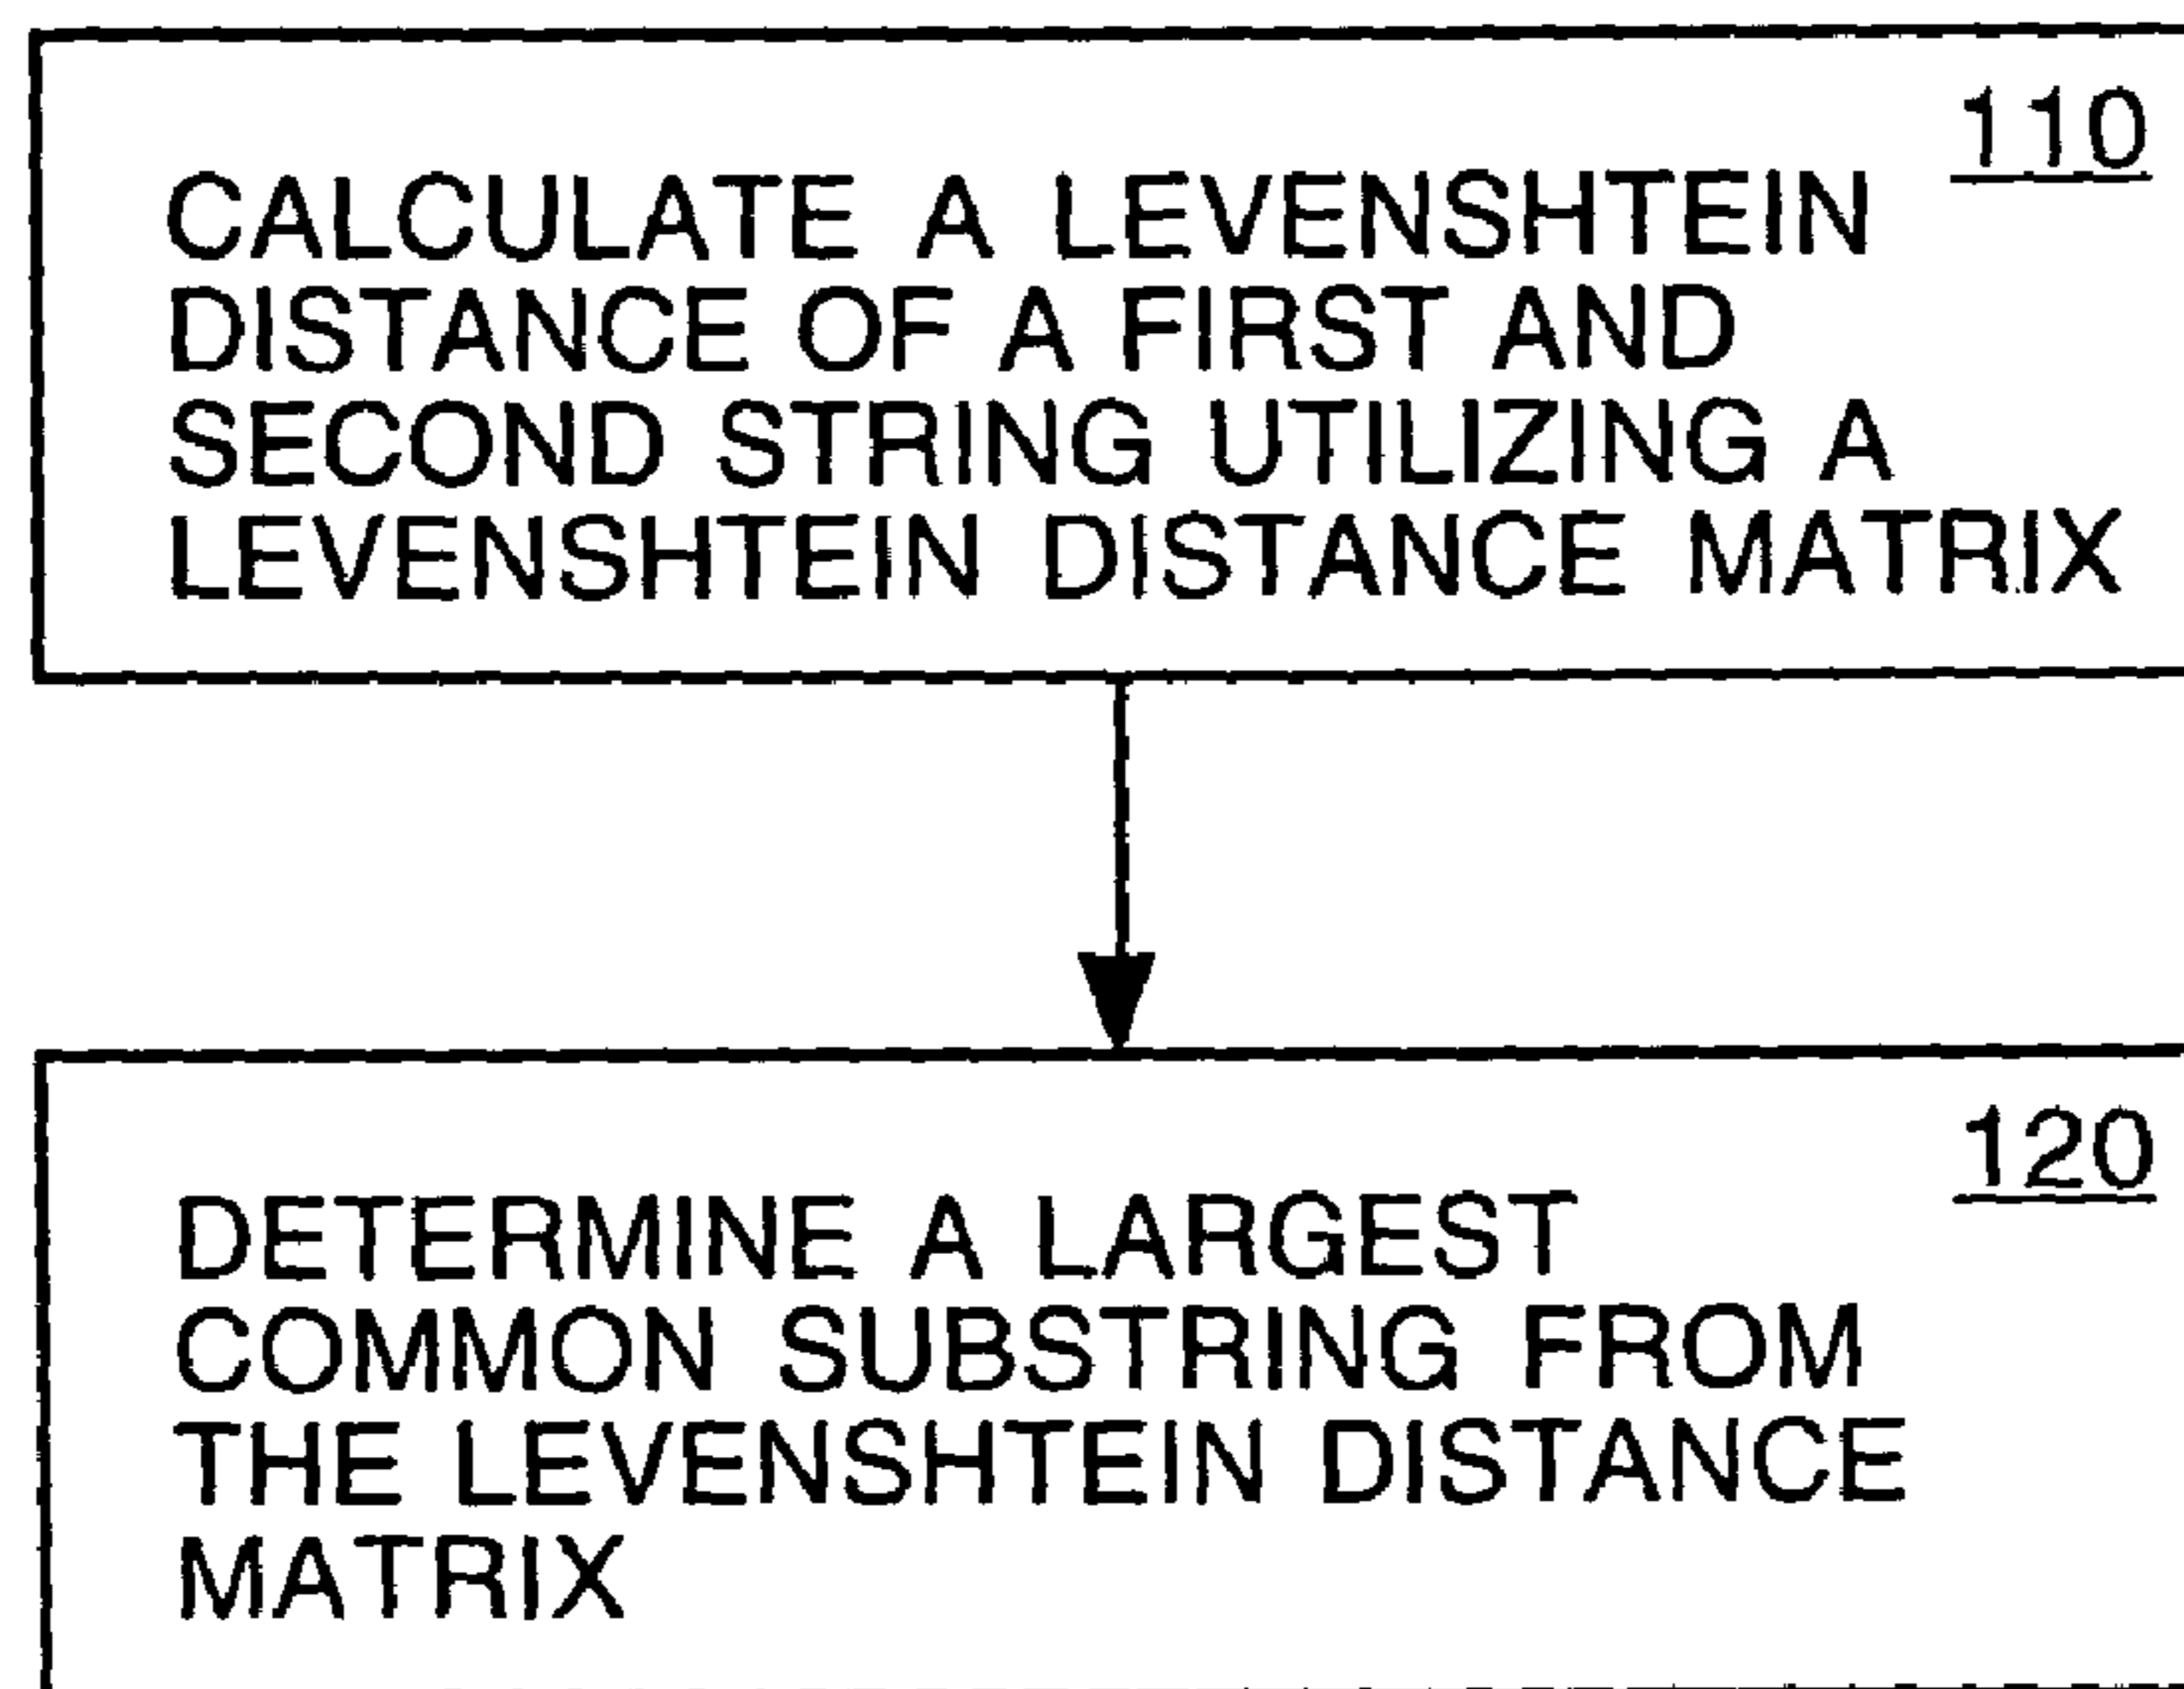 110
CALCULATE A LEVENSHTEIN
DISTANCE OF A FIRST AND
SECOND STRING UTILIZING A
LEVENSHTEIN DISTANCE MATRIX
120
DETERMINE A LARGEST
COMMON SUBSTRING FROM
THE LEVENSHTEIN DISTANCE
MATRIX